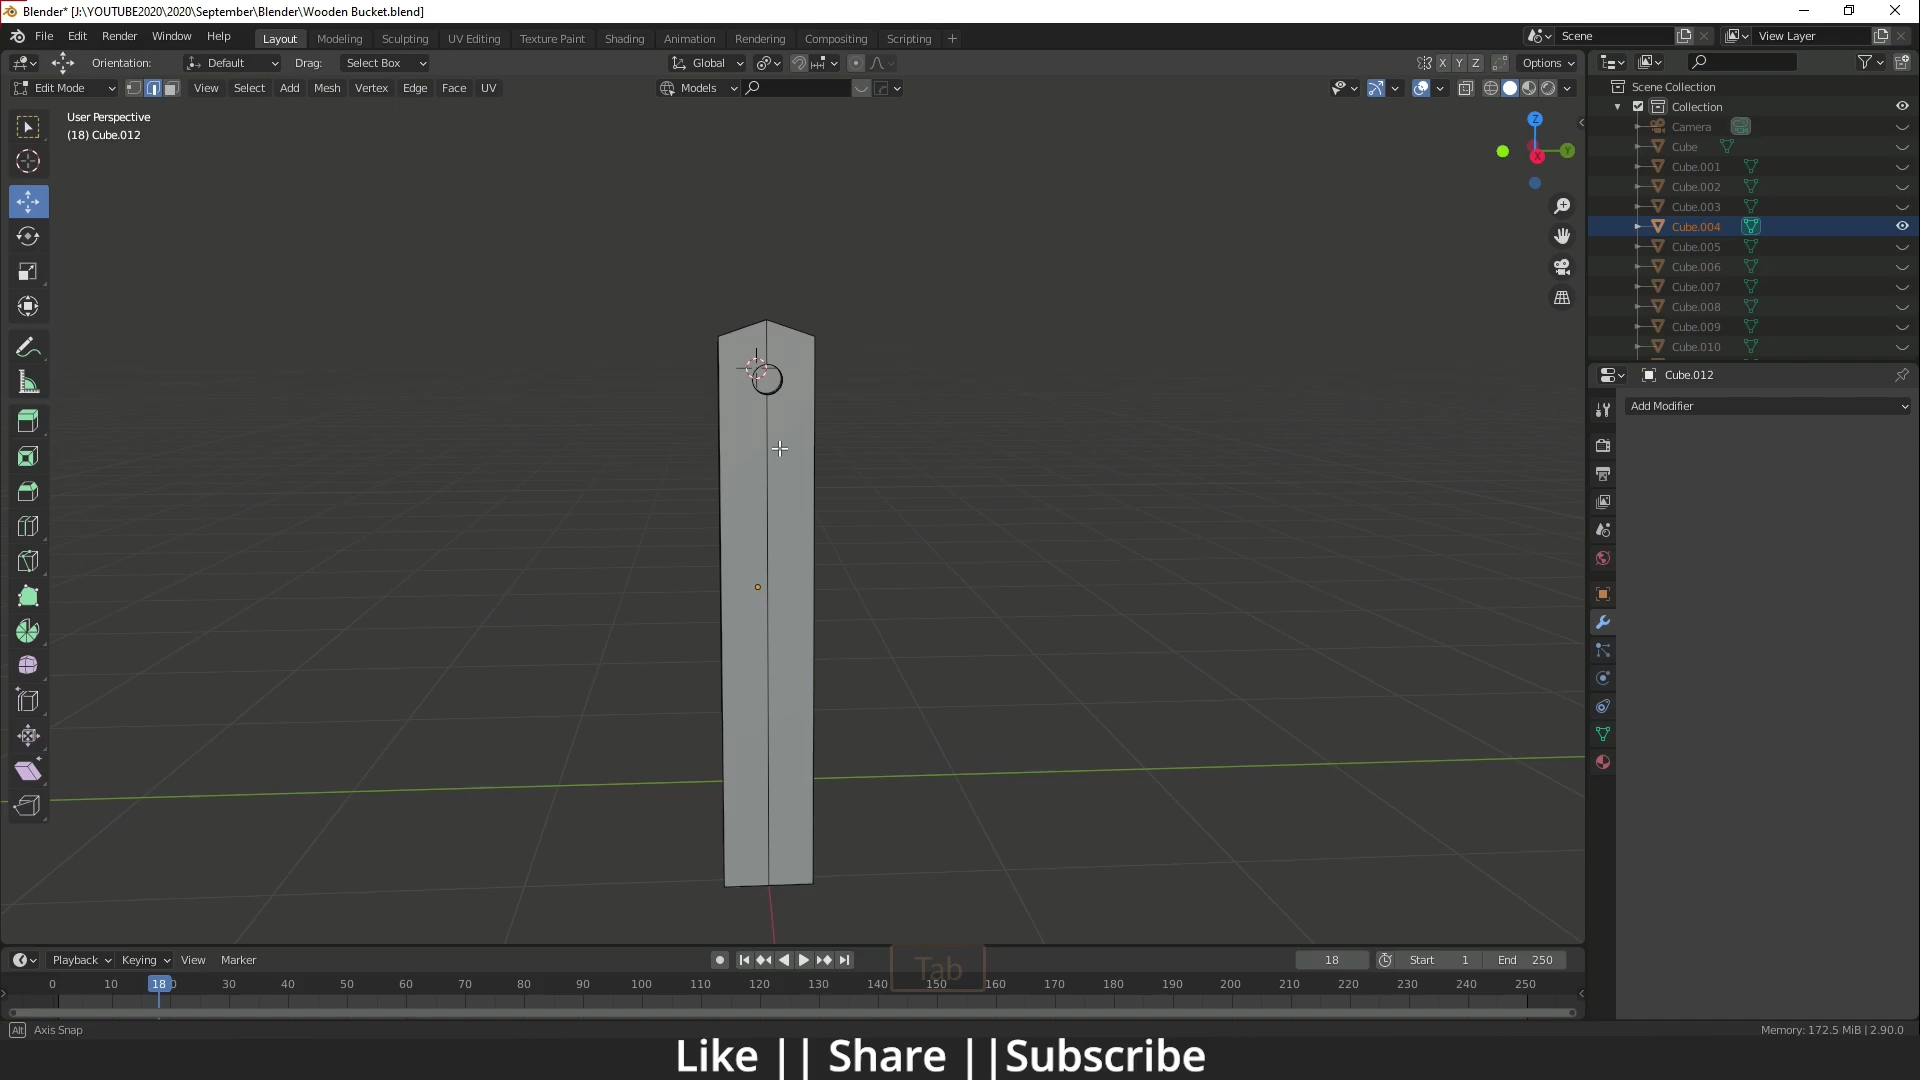 Blender* [J:\YOUTUBE2020\2020\September\Blender\Wooden Bucket.blend]
File Edit Render Window Help Layout Modeling Sculpting UV Editing Texture Paint Shading Animation Rendering Compositing Scripting + Scene View Layer
Orientation: Default Drag: Select Box Global X Y Z Options
Edit Mode View Select Add Mesh Vertex Edge Face UV Models
User Perspective
(18) Cube.012
Z
Y
X
Scene Collection
Collection
Camera
Cube
Cube.001
Cube.002
Cube.003
Cube.004
Cube.005
Cube.006
Cube.007
Cube.008
Cube.009
Cube.010
Cube.012
Add Modifier
Playback Keying View Marker 18 Start 1 End 250
Tab
0 10 18 30 40 50 60 70 80 90 100 110 120 130 140 150 160 170 180 190 200 210 220 230 240 250
Alt Axis Snap
Memory: 172.5 MiB | 2.90.0
Like || Share ||Subscribe